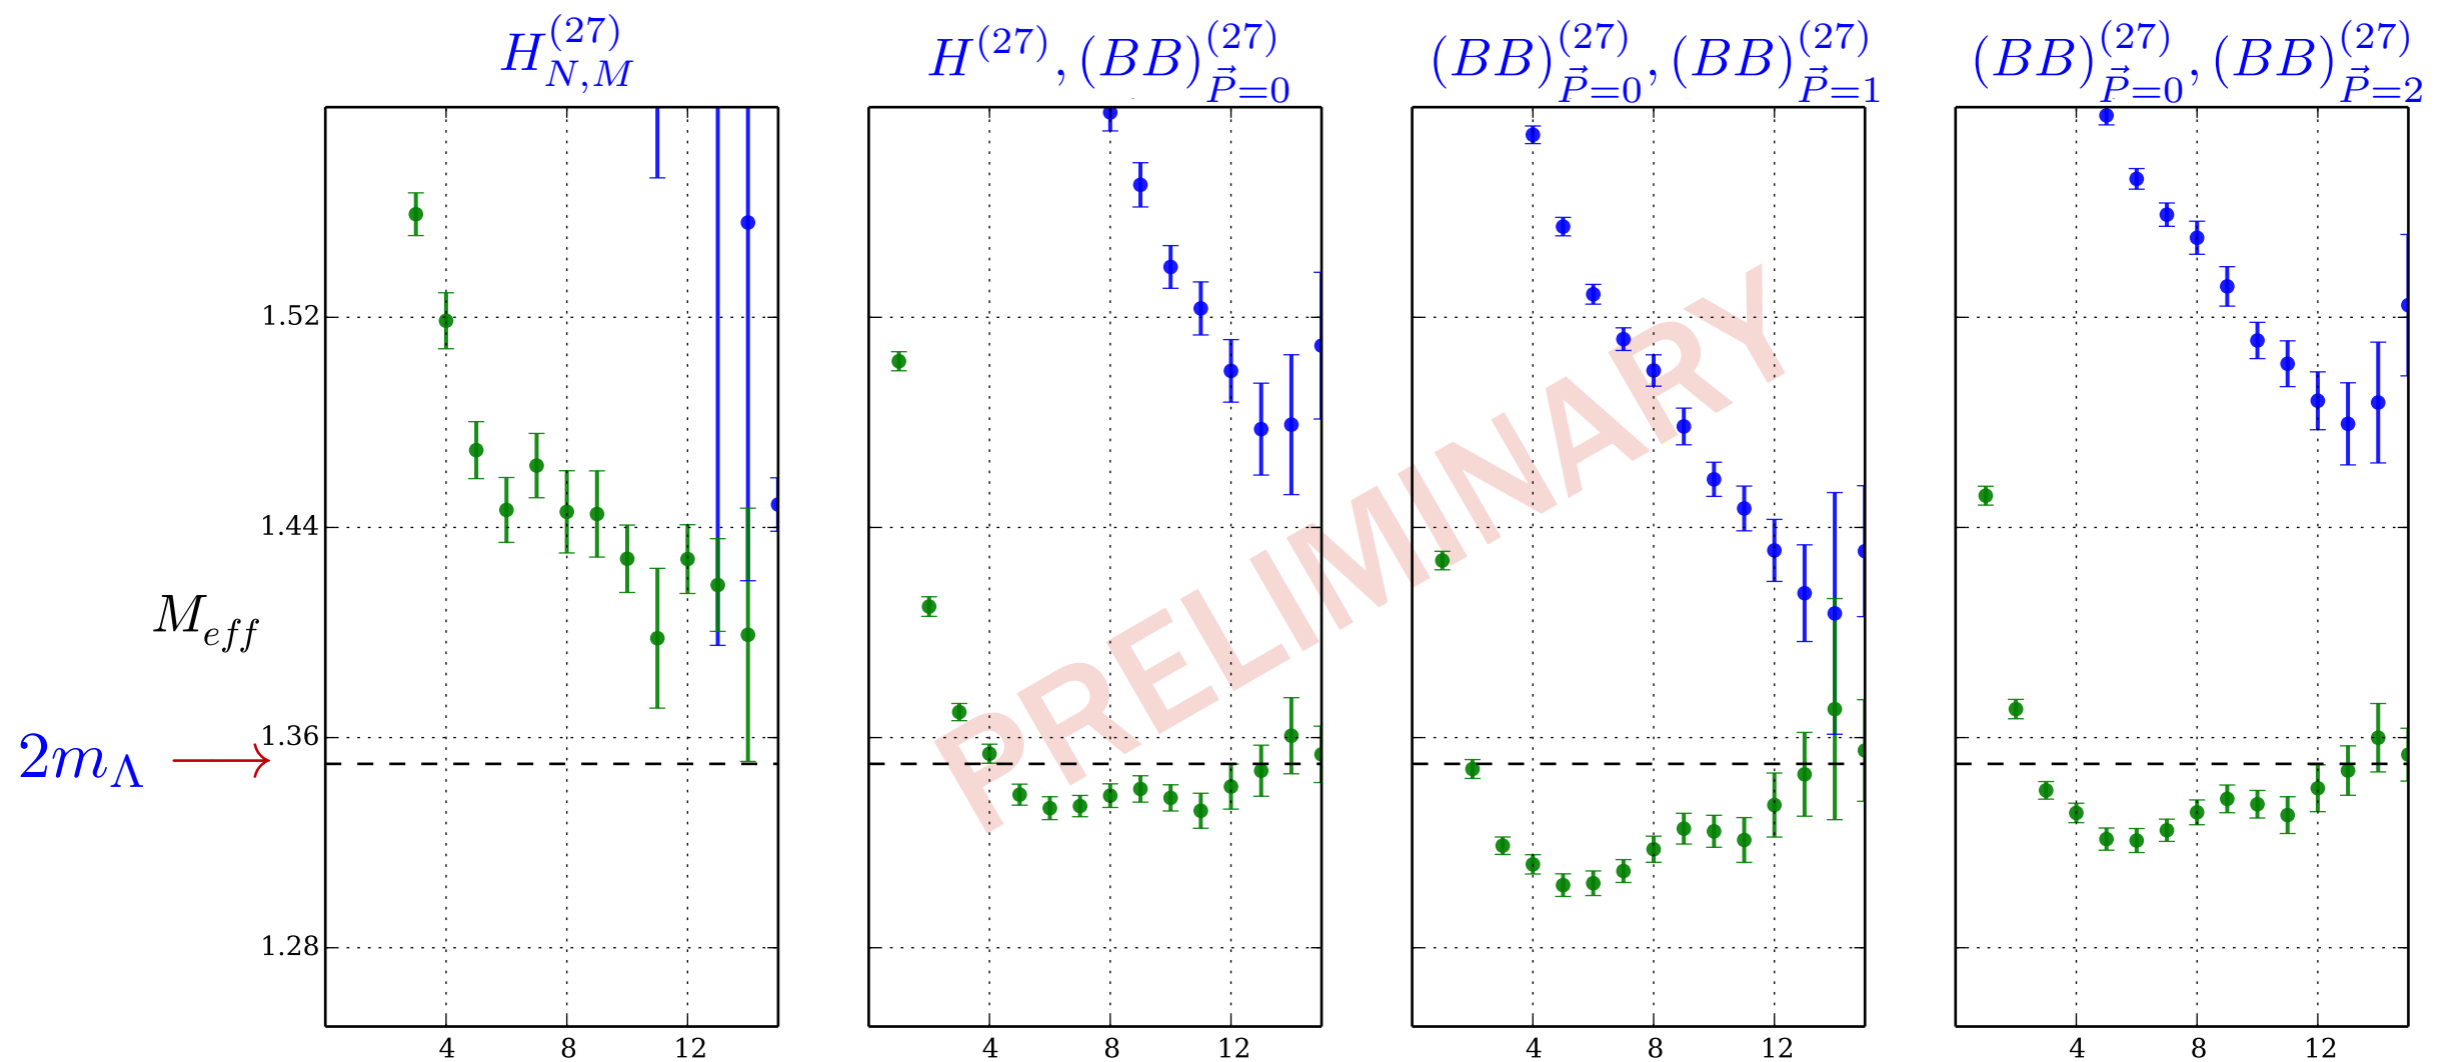 H_{N,M}^{(27)}
H^{(27)}, (BB)_{\vec{P}=0}^{(27)}
(BB)_{\vec{P}=0}^{(27)}, (BB)_{\vec{P}=1}^{(27)}
(BB)_{\vec{P}=0}^{(27)}, (BB)_{\vec{P}=2}^{(27)}
1.52
1.44
M_{eff}
1.36
2m_Λ →
1.28
4 8 12
4 8 12
4 8 12
4 8 12
PRELIMINARY